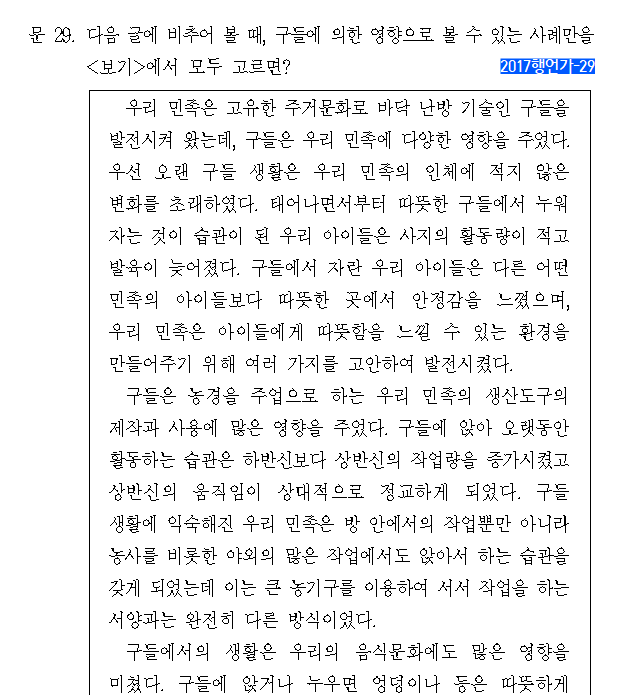 문 29. 다음 글에 비추어 볼 때, 구들에 의한 영향으로 볼 수 있는 사례만을
<보기>에서 모두 고르면? 2017행언가-29
우리 민족은 고유한 주거문화로 바닥 난방 기술인 구들을
발전시켜 왔는데, 구들은 우리 민족에 다양한 영향을 주었다.
우선 오랜 구들 생활은 우리 민족의 인체에 적지 않은
변화를 초래하였다. 태어나면서부터 따뜻한 구들에서 누워
자는 것이 습관이 된 우리 아이들은 사지의 활동량이 적고
발육이 늦어졌다. 구들에서 자란 우리 아이들은 다른 어떤
민족의 아이들보다 따뜻한 곳에서 안정감을 느꼈으며,
우리 민족은 아이들에게 따뜻함을 느낄 수 있는 환경을
만들어주기 위해 여러 가지를 고안하여 발전시켰다.
구들은 농경을 주업으로 하는 우리 민족의 생산도구의
제작과 사용에 많은 영향을 주었다. 구들에 앉아 오랫동안
활동하는 습관은 하반신보다 상반신의 작업량을 증가시켰고
상반신의 움직임이 상대적으로 정교하게 되었다. 구들
생활에 익숙해진 우리 민족은 방 안에서의 작업뿐만 아니라
농사를 비롯한 야외의 많은 작업에서도 앉아서 하는 습관을
갖게 되었는데 이는 큰 농기구를 이용하여 서서 작업을 하는
서양과는 완전히 다른 방식이었다.
구들에서의 생활은 우리의 음식문화에도 많은 영향을
미쳤다. 구들에 앉거나 누우면 엉덩이나 등은 따뜻하게